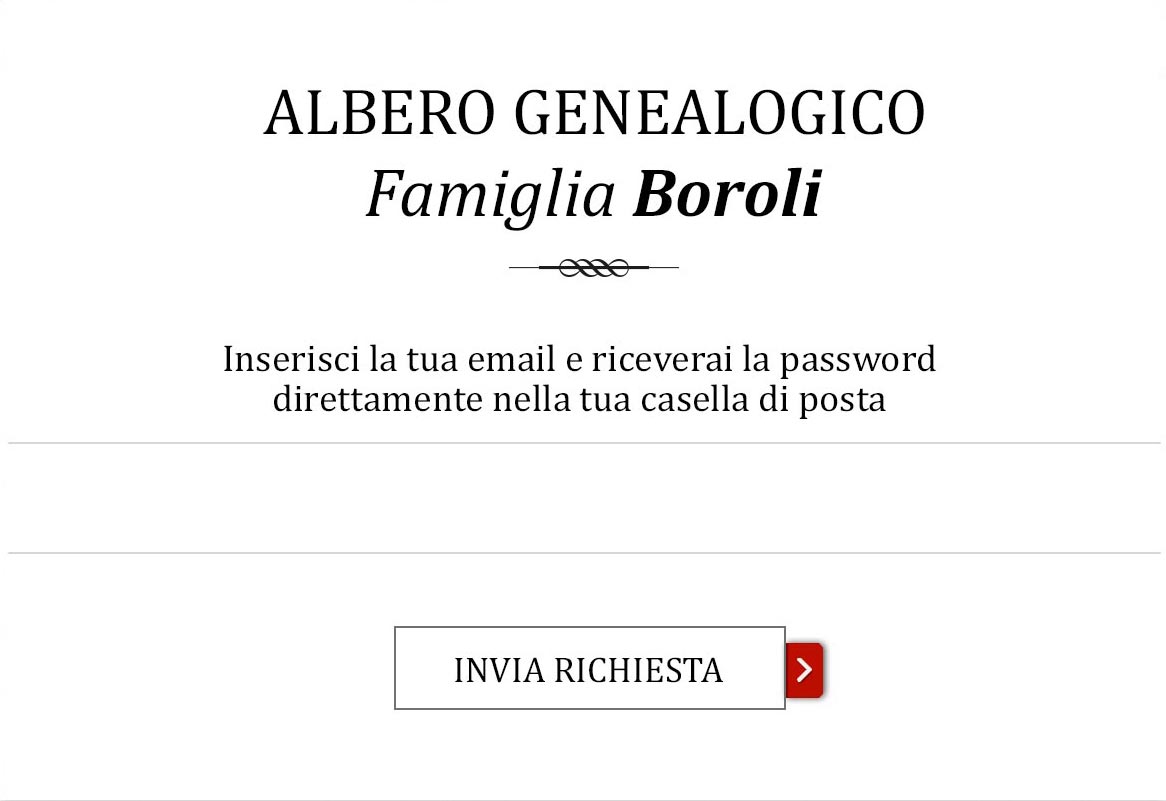 ALBERO GENEALOGICO
Famiglia Boroli
Inserisci la tua email e riceverai la password
direttamente nella tua casella di posta
INVIA RICHIESTA